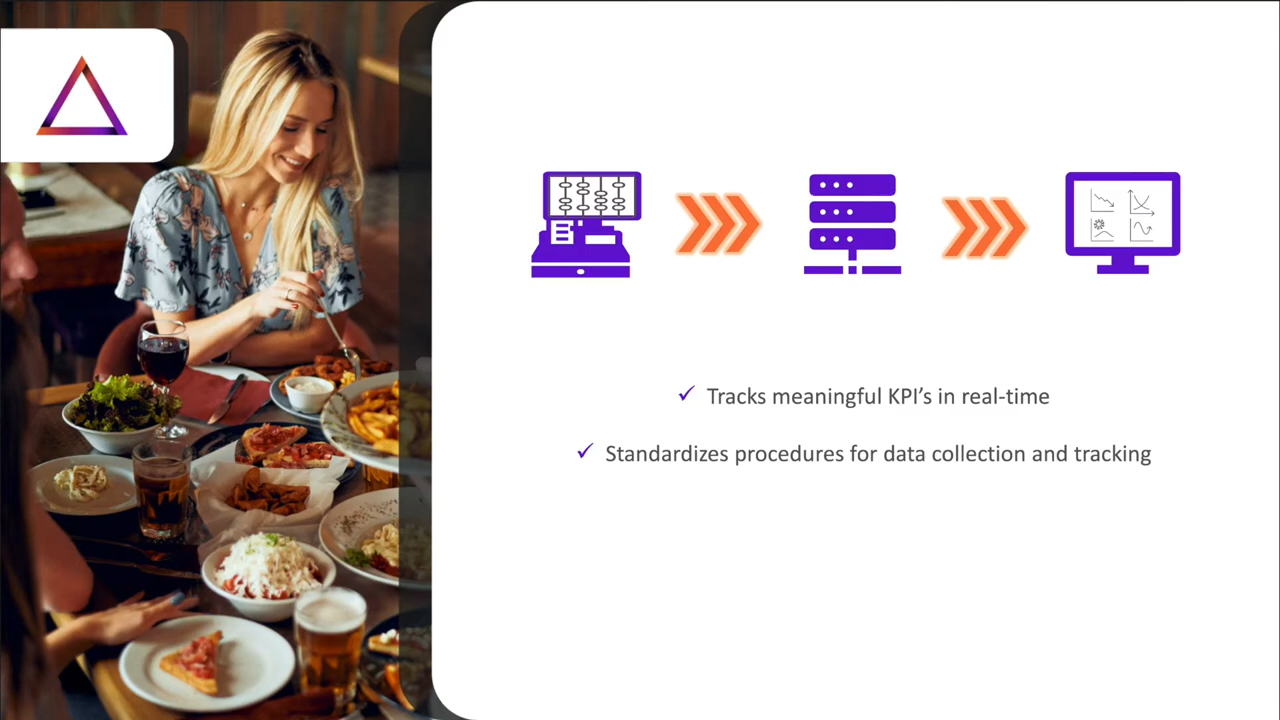 Tracks meaningful KPI’s in real-time
Standardizes procedures for data collection and tracking